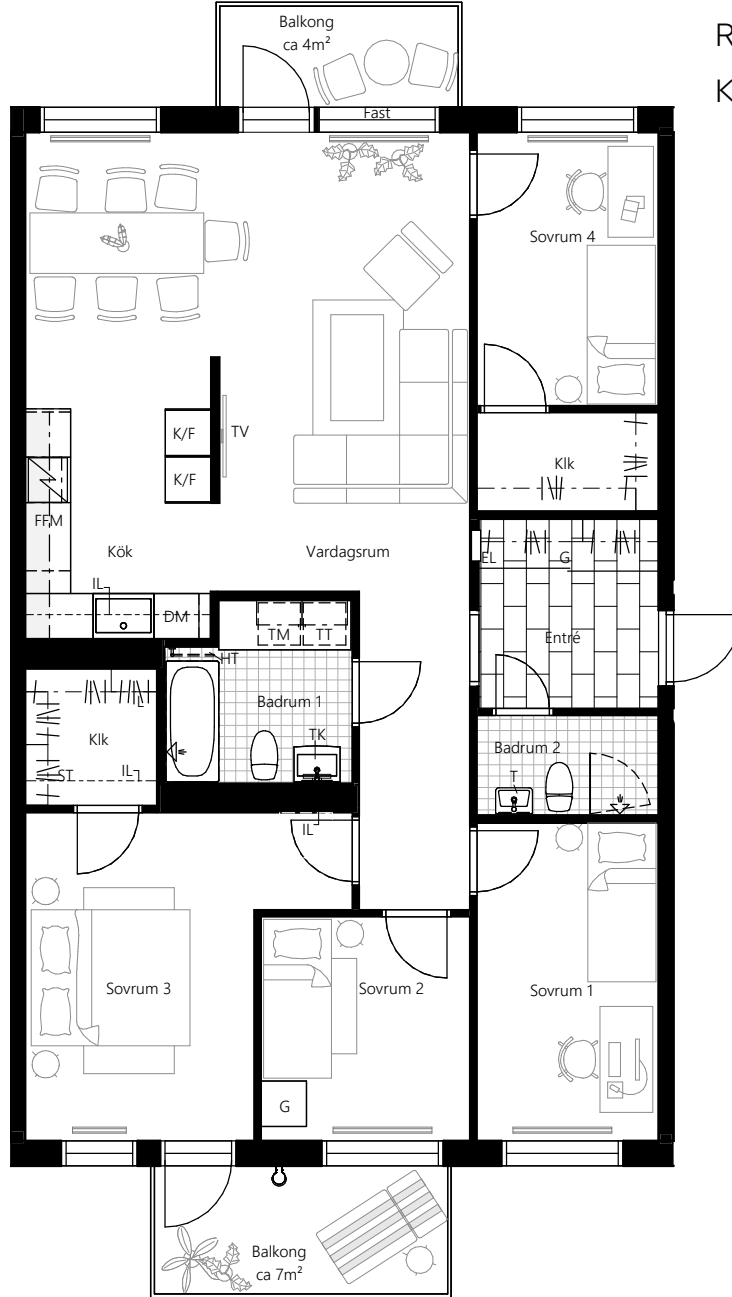 Balkong
ca 4m²
R
K
Fast
Sovrum 4
K/F
TV
K/F
Klk
FFM
Kök
Vardagsrum
EL
G
IL
DM
TM
TT
Entré
HT
Badrum 1
Klk
TK
Badrum 2
ST
IL
T
IL
Sovrum 3
Sovrum 2
Sovrum 1
G
Balkong
ca 7m²